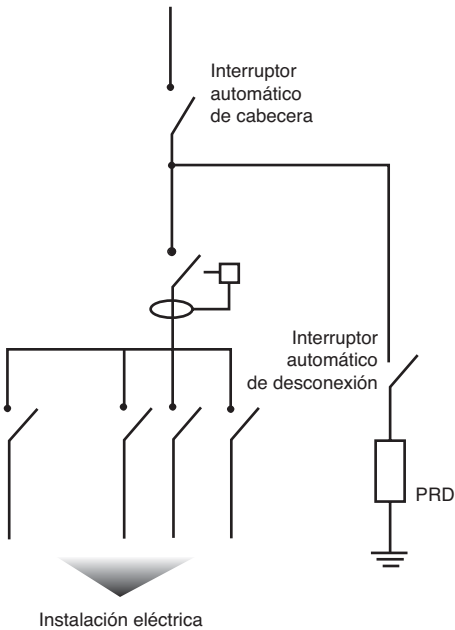 Interruptor
automático
de cabecera
Interruptor
automático
de desconexión
PRD
Instalación eléctrica